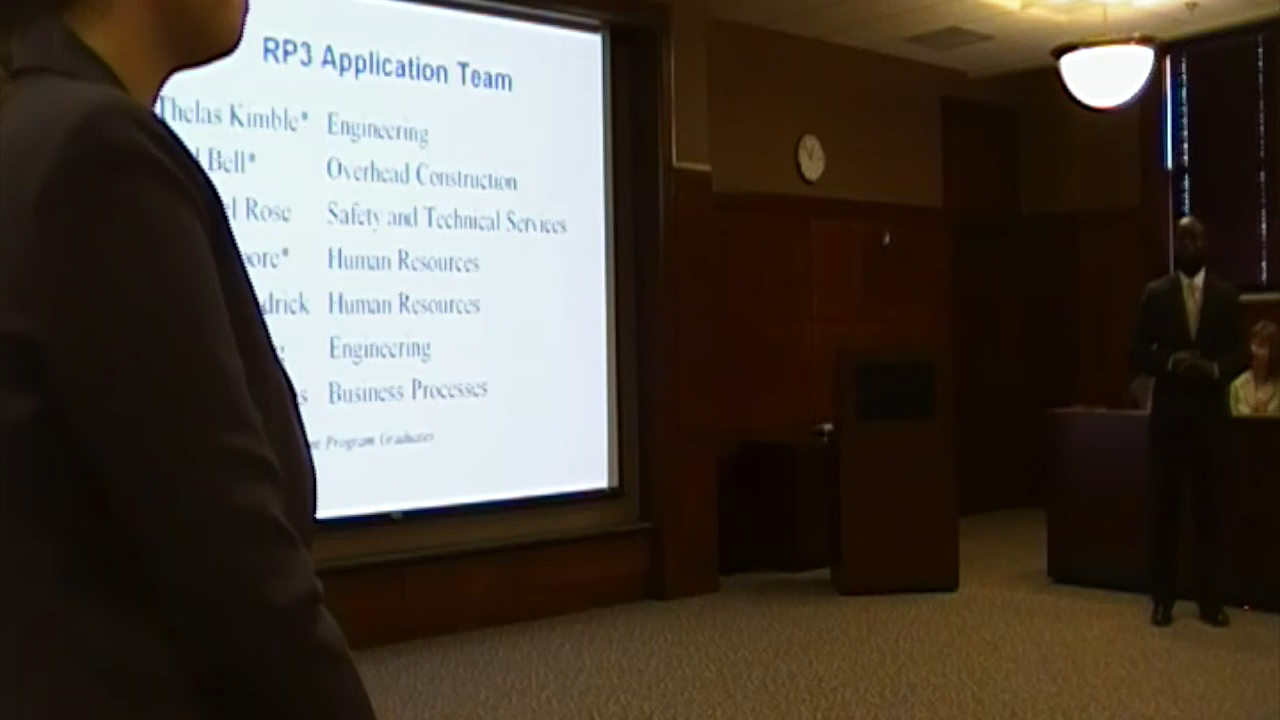 RP3 Application Team
Thelas Kimble* Engineering
Bell* Overhead Construction
Rose Safety and Technical Services
Human Resources
Human Resources
Engineering
Business Processes
Program Graduates